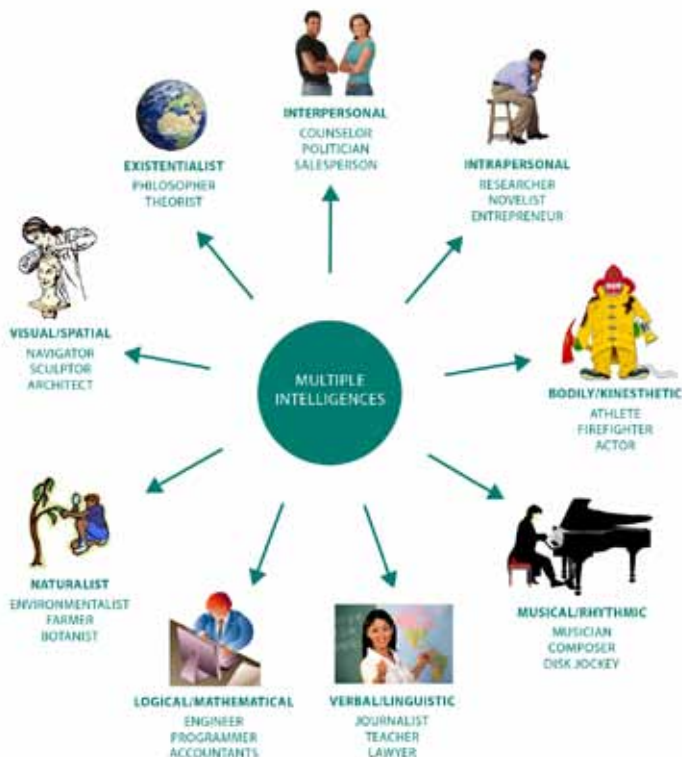 INTERPERSONAL
COUNSELOR
POLITICIAN
SALESPERSON
INTRAPERSONAL
RESEARCHER
NOVELIST
ENTREPRENEUR
BODILY/KINESTHETIC
ATHLETE
FIREFIGHTER
ACTOR
MUSICAL/RHYTHMIC
MUSICIAN
COMPOSER
DISK JOCKEY
VERBAL/LINGUISTIC
JOURNALIST
TEACHER
LAWYER
LOGICAL/MATHEMATICAL
ENGINEER
PROGRAMMER
ACCOUNTANTS
NATURALIST
ENVIRONMENTALIST
FARMER
BOTANIST
VISUAL/SPATIAL
NAVIGATOR
SCULPTOR
ARCHITECT
EXISTENTIALIST
PHILOSOPHER
THEORIST
MULTIPLE
INTELLIGENCES